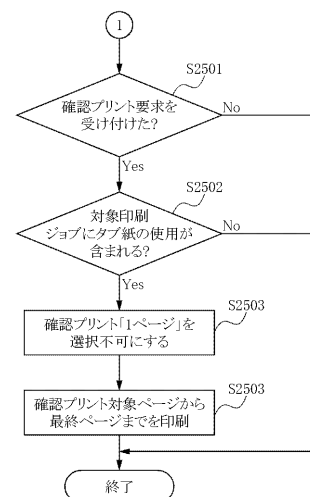 1
S2501
確認プリント要求を
受け付けた?
No
Yes
S2502
対象印刷
ジョブにタブ紙の使用が
含まれる?
No
Yes
S2503
確認プリント「1ページ」を
選択不可にする
S2503
確認プリント対象ページから
最終ページまでを印刷
終了